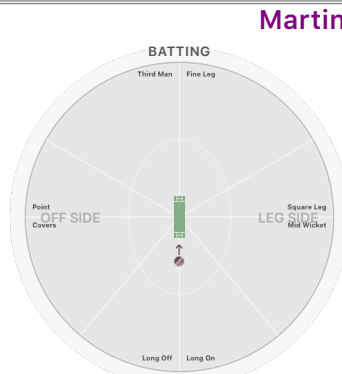 Martin
BATTING
Third Man Fine Leg
Point Square Leg
OFF SIDE LEG SIDE
Covers Mid Wicket
Long Off Long On